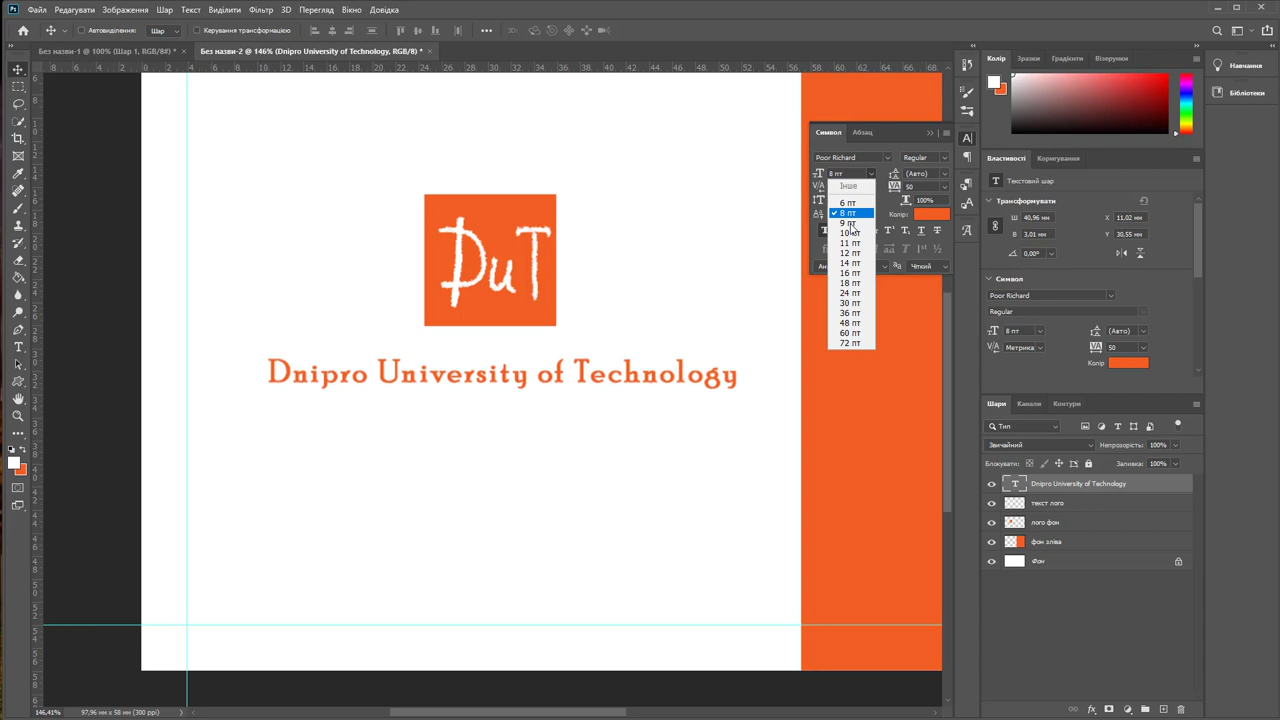 Ps Файл Редагувати Зображення Шар Текст Виділити Фільтр 3D Перегляд Вікно Довідка
Автовиділення: Шар Керування трансформацією 3D:
Без назви-1 @ 100% (Шар 1, RGB/8#) * × Без назви-2 @ 146% (Dnipro University of Technology, RGB/8) * ×
DuT
Dnipro University of Technology
Символ Абзац
Poor Richard Regular
8 пт (Авто)
Інше
50
100%
Колір:
6 пт
8 пт
9 пт
10 пт
11 пт
12 пт
14 пт
16 пт
18 пт
24 пт
30 пт
36 пт
48 пт
60 пт
72 пт
Чіткий
Колір Зразки Градієнти Візерунки
Навчання
Бібліотеки
Властивості Коригування
Текстовий шар
Трансформувати
Ш 40,96 мм X 11,02 мм
В 3,01 мм Y 30,55 мм
0,00°
Символ
Poor Richard
Regular
8 пт (Авто)
Метрика 50
Колір
Шари Канали Контури
Тип
Звичайний Непрозорість: 100%
Блокувати: Заливка: 100%
Dnipro University of Technology
текст лого
лого фон
фон зліва
Фон
146,41% 97,96 мм x 58 мм (300 ppi)